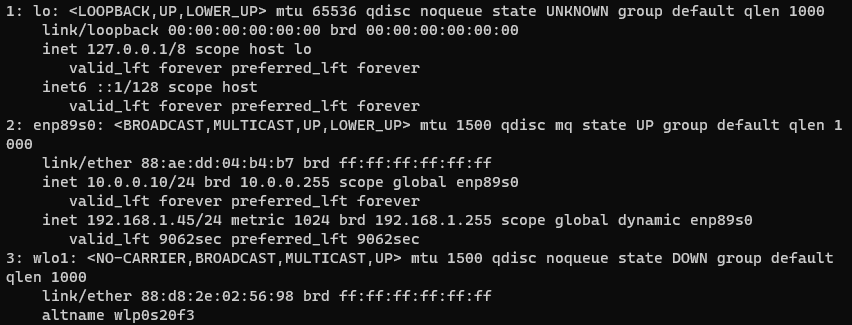 1: lo: <LOOPBACK,UP,LOWER_UP> mtu 65536 qdisc noqueue state UNKNOWN group default qlen 1000
    link/loopback 00:00:00:00:00:00 brd 00:00:00:00:00:00
    inet 127.0.0.1/8 scope host lo
       valid_lft forever preferred_lft forever
    inet6 ::1/128 scope host
       valid_lft forever preferred_lft forever
2: enp89s0: <BROADCAST,MULTICAST,UP,LOWER_UP> mtu 1500 qdisc mq state UP group default qlen 1
000
    link/ether 88:ae:dd:04:b4:b7 brd ff:ff:ff:ff:ff:ff
    inet 10.0.0.10/24 brd 10.0.0.255 scope global enp89s0
       valid_lft forever preferred_lft forever
    inet 192.168.1.45/24 metric 1024 brd 192.168.1.255 scope global dynamic enp89s0
       valid_lft 9062sec preferred_lft 9062sec
3: wlo1: <NO-CARRIER,BROADCAST,MULTICAST,UP> mtu 1500 qdisc noqueue state DOWN group default
qlen 1000
    link/ether 88:d8:2e:02:56:98 brd ff:ff:ff:ff:ff:ff
    altname wlp0s20f3